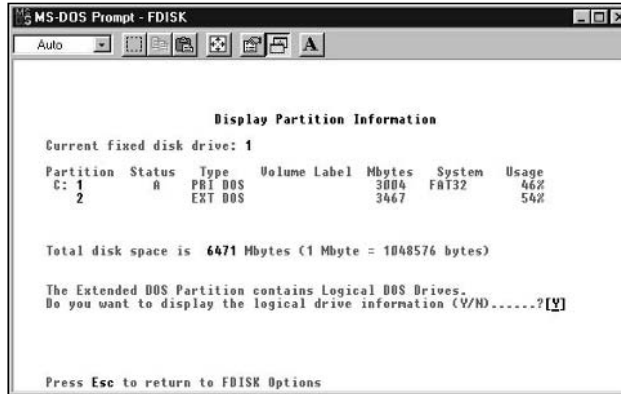 MS-DOS Prompt - FDISK
Auto
A
Display Partition Information
Current fixed disk drive: 1
Partition Status Type Volume Label Mbytes System Usage
C: 1 A PRI DOS 3004 FAT32 46%
2 EXT DOS 3467 54%
Total disk space is 6471 Mbytes (1 Mbyte = 1048576 bytes)
The Extended DOS Partition contains Logical DOS Drives.
Do you want to display the logical drive information (Y/N)......?[Y]
Press Esc to return to FDISK Options